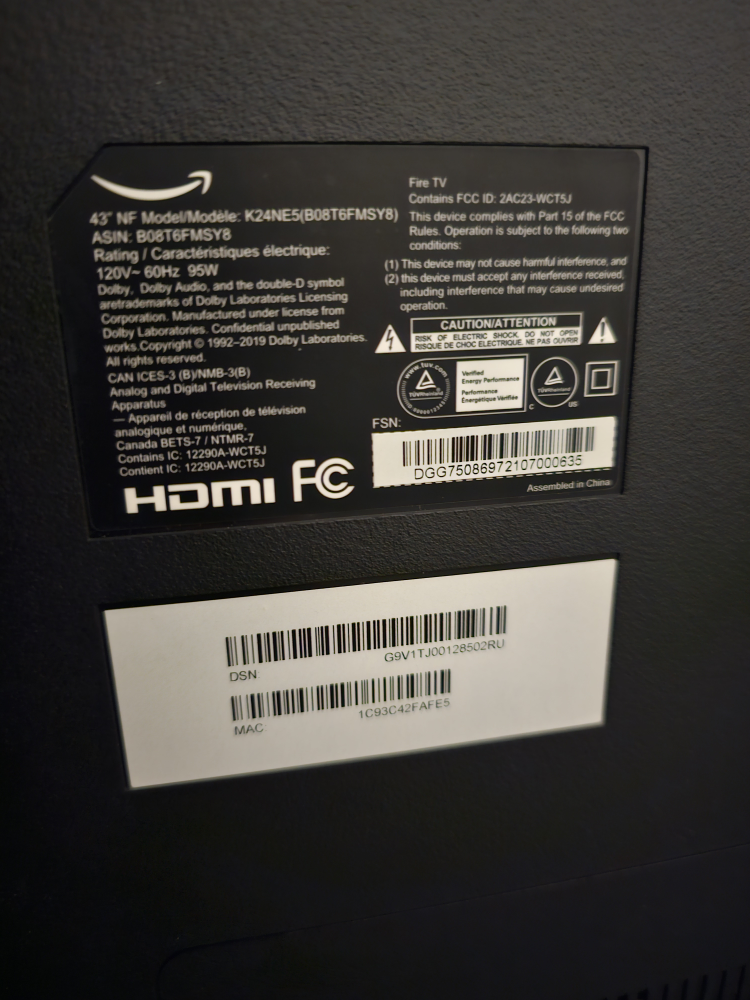 43" NF Model/Modèle: K24NE5(B08T6FMSY8)
ASIN: B08T6FMSY8
Rating / Caractéristiques électrique:
120V~ 60Hz 95W
Dolby, Dolby Audio, and the double-D symbol
aretrademarks of Dolby Laboratories Licensing
Corporation. Manufactured under license from
Dolby Laboratories. Confidential unpublished
works.Copyright © 1992–2019 Dolby Laboratories.
All rights reserved.
CAN ICES-3 (B)/NMB-3(B)
Analog and Digital Television Receiving
Apparatus
— Appareil de réception de télévision
analogique et numérique,
Canada BETS-7 / NTMR-7
Contains IC: 12290A-WCT5J
Contient IC: 12290A-WCT5J
HDMI FC
Fire TV
Contains FCC ID: 2AC23-WCT5J
This device complies with Part 15 of the FCC
Rules. Operation is subject to the following two
conditions:
(1) This device may not cause harmful interference, and
(2) this device must accept any interference received,
including interference that may cause undesired
operation.
CAUTION/ATTENTION
RISK OF ELECTRIC SHOCK, DO NOT OPEN
RISQUE DE CHOC ELECTRIQUE, NE PAS OUVRIR
www.tuv.com
TÜVRheinland
Verified
Energy Performance
Performance
Énergétique Vérifiée
TÜVRheinland
C US
FSN:
DGG75086972107000635
Assembled in China
G9V1TJ00128502RU
DSN
1C93C42FAFE5
MAC